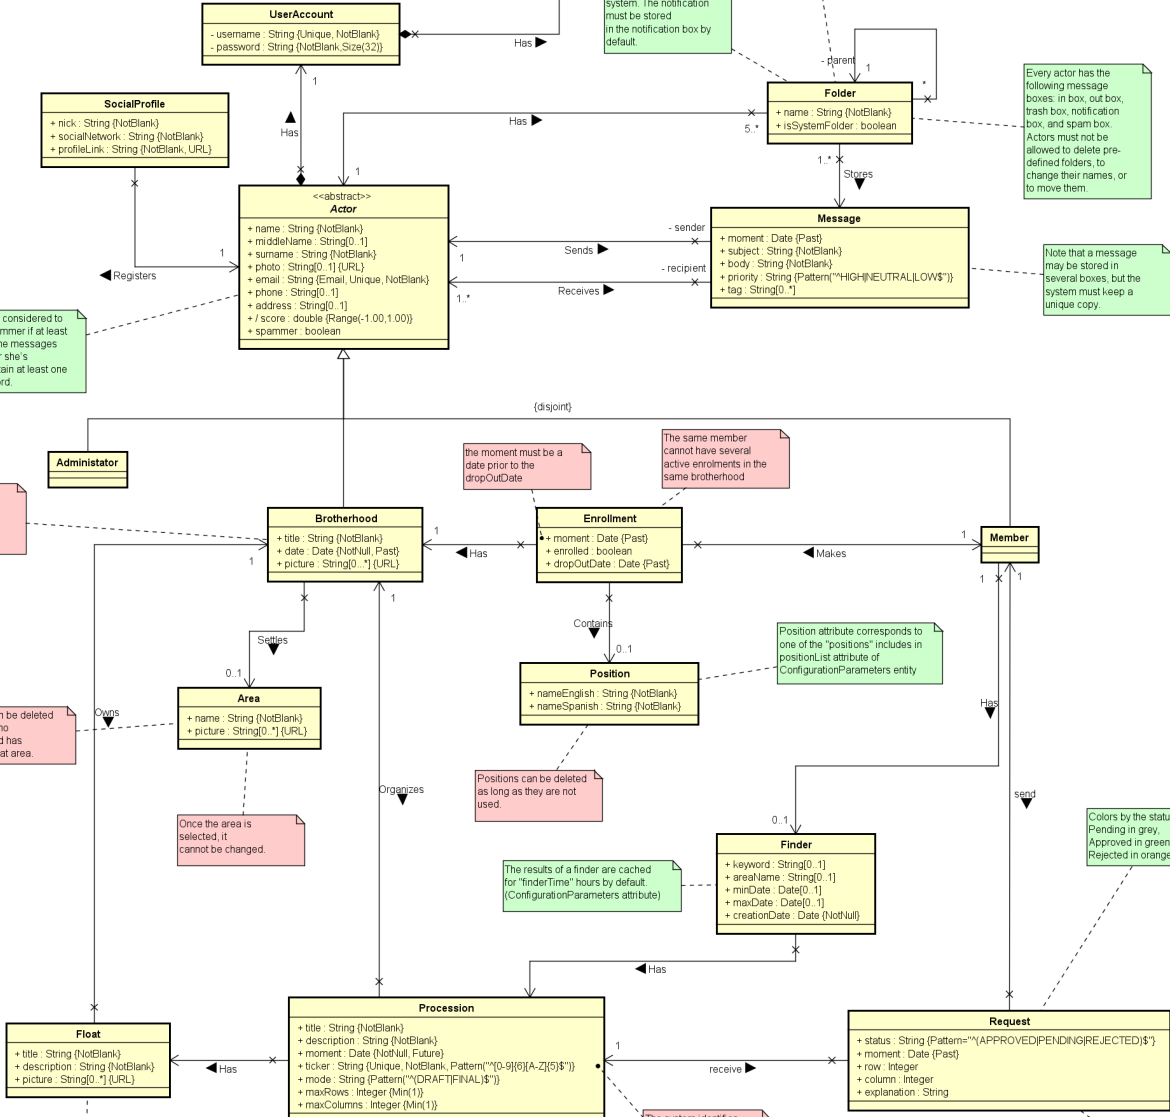 UserAccount
- username : String {Unique, NotBlank}
- password : String {NotBlank,Size(32)}
Has
1
Has
system. The notification
must be stored
in the notification box by
default.
- parent
1
*
Folder
+ name : String {NotBlank}
+ isSystemFolder : boolean
Has
5..*
1
1..*
Stores
Every actor has the
following message
boxes: in box, out box,
trash box, notification
box, and spam box.
Actors must not be
allowed to delete pre-
defined folders, to
change their names, or
to move them.
SocialProfile
+ nick : String {NotBlank}
+ socialNetwork : String {NotBlank}
+ profileLink : String {NotBlank, URL}
1
Registers
<<abstract>>
Actor
+ name : String {NotBlank}
+ middleName : String[0..1]
+ surname : String {NotBlank}
+ photo : String[0..1] {URL}
+ email : String {Email, Unique, NotBlank}
+ phone : String[0..1]
+ address : String[0..1]
+ / score : double {Range(-1.00,1.00)}
+ spammer : boolean
- sender
1
Sends
- recipient
1..*
Receives
Message
+ moment : Date {Past}
+ subject : String {NotBlank}
+ body : String {NotBlank}
+ priority : String {Pattern("^HIGH|NEUTRAL|LOW$")}
+ tag : String[0..*]
Note that a message
may be stored in
several boxes, but the
system must keep a
unique copy.
considered to
mmer if at least
messages
she's
tain at least one
rd.
{disjoint}
Administator
the moment must be a
date prior to the
dropOutDate
The same member
cannot have several
active enrolments in the
same brotherhood
Brotherhood
+ title : String {NotBlank}
+ date : Date {NotNull, Past}
+ picture : String[0...*] {URL}
1
Has
Enrollment
+ moment : Date {Past}
+ enrolled : boolean
+ dropOutDate : Date {Past}
1
Makes
Member
1
1
1
1
Settles
0..1
Contains
0..1
Position attribute corresponds to
one of the "positions" includes in
positionList attribute of
ConfigurationParameters entity
Position
+ nameEnglish : String {NotBlank}
+ nameSpanish : String {NotBlank}
Area
+ name : String {NotBlank}
+ picture : String[0..*] {URL}
n be deleted
no
d has
at area.
Owns
Has
Positions can be deleted
as long as they are not
used.
Organizes
send
Once the area is
selected, it
cannot be changed.
0..1
Finder
+ keyword : String[0..1]
+ areaName : String[0..1]
+ minDate : Date[0..1]
+ maxDate : Date[0..1]
+ creationDate : Date {NotNull}
The results of a finder are cached
for "finderTime" hours by default.
(ConfigurationParameters attribute)
Colors by the statu
Pending in grey,
Approved in green
Rejected in orange
Has
Float
+ title : String {NotBlank}
+ description : String {NotBlank}
+ picture : String[0..*] {URL}
Has
Procession
+ title : String {NotBlank}
+ description : String {NotBlank}
+ moment : Date {NotNull, Future}
+ ticker : String {Unique, NotBlank, Pattern("^[0-9]{6}[A-Z]{5}$")}
+ mode : String {Pattern("^(DRAFT|FINAL)$")}
+ maxRows : Integer {Min(1)}
+ maxColumns : Integer {Min(1)}
1
receive
Request
+ status : String {Pattern="^(APPROVED|PENDING|REJECTED)$"}
+ moment : Date {Past}
+ row : Integer
+ column : Integer
+ explanation : String
The system identifies